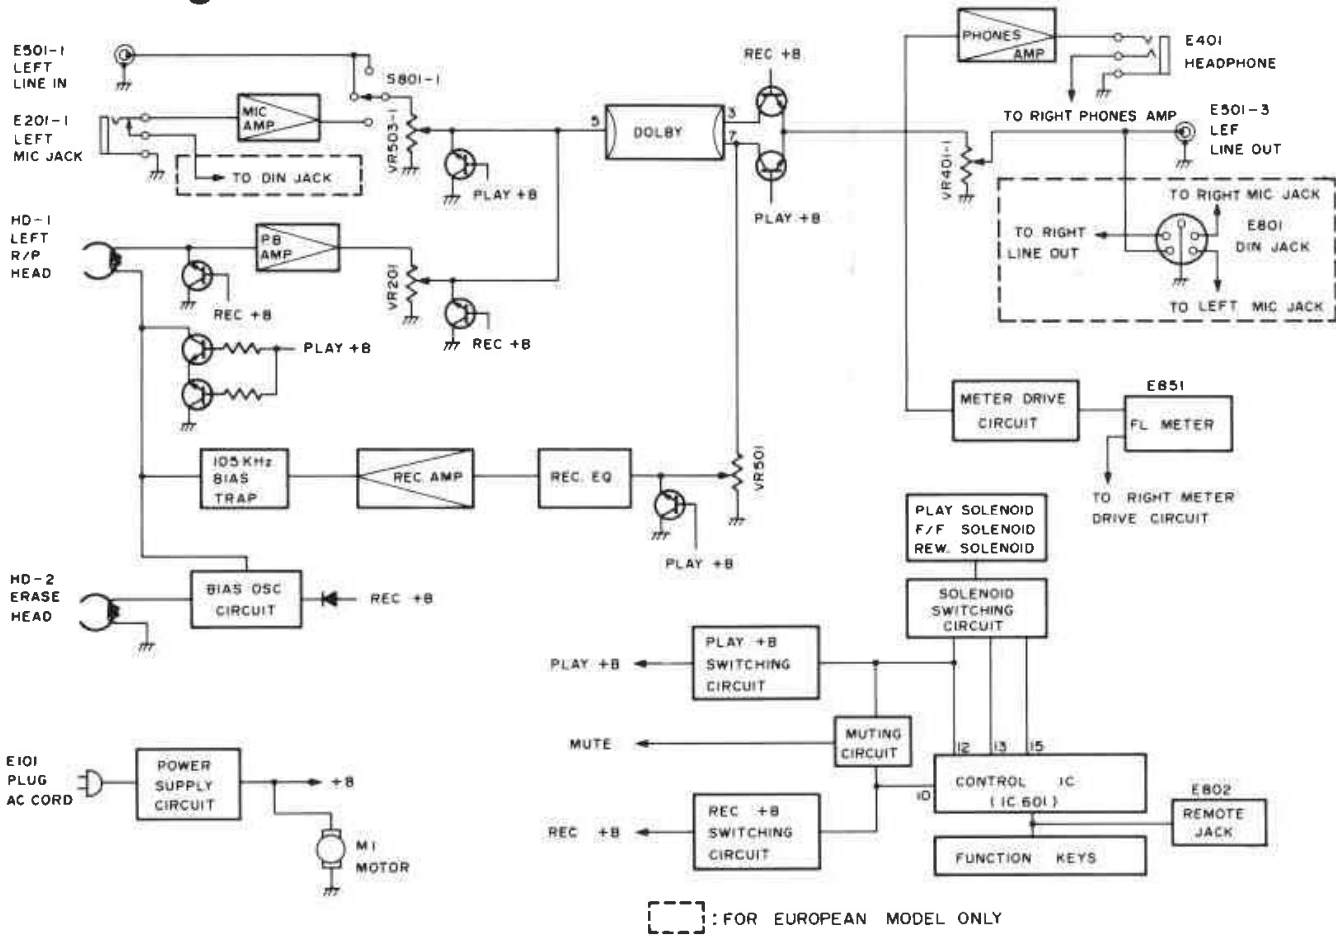 E501-1
LEFT
LINE IN
E201-1
LEFT
MIC JACK
MIC
AMP
S801-1
VR503-1
TO DIN JACK
PLAY +B
5
DOLBY
3
7
REC +B
PLAY +B
PHONES
AMP
E401
HEADPHONE
TO RIGHT PHONES AMP
E501-3
LEF
LINE OUT
VR401-1
TO RIGHT MIC JACK
TO RIGHT
LINE OUT
E801
DIN JACK
TO LEFT MIC JACK
HD-1
LEFT
R/P
HEAD
P.B
AMP
VR201
REC +B
REC +B
PLAY +B
105 KHz
BIAS
TRAP
REC. AMP
REC. EQ
VR501
PLAY +B
METER DRIVE
CIRCUIT
E851
FL METER
TO RIGHT METER
DRIVE CIRCUIT
HD-2
ERASE
HEAD
BIAS OSC
CIRCUIT
REC +B
PLAY SOLENOID
F/F SOLENOID
REW. SOLENOID
SOLENOID
SWITCHING
CIRCUIT
PLAY +B
PLAY +B
SWITCHING
CIRCUIT
MUTE
MUTING
CIRCUIT
12
13
15
10
CONTROL IC
(IC 601)
E802
REMOTE
JACK
REC +B
REC +B
SWITCHING
CIRCUIT
FUNCTION KEYS
E101
PLUG
AC CORD
POWER
SUPPLY
CIRCUIT
+B
M1
MOTOR
: FOR EUROPEAN MODEL ONLY